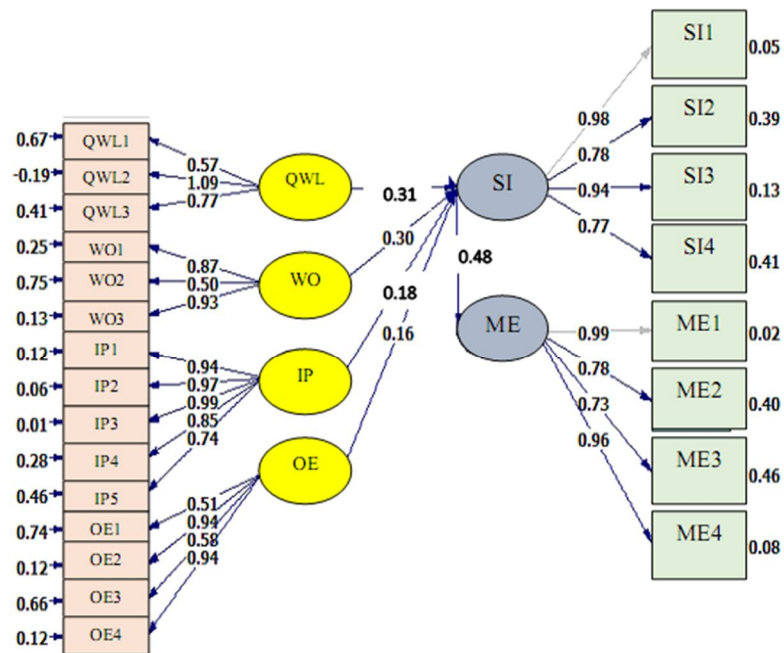 SI1
0.05
0.98
SI2
0.39
0.78
0.94
SI3
0.13
0.77
SI4
0.41
0.67
QWL1
0.57
-0.19
QWL2
1.09
0.41
QWL3
0.77
QWL
0.31
SI
0.25
WO1
0.87
0.75
WO2
0.50
0.13
WO3
0.93
WO
0.30
0.48
0.12
IP1
0.94
0.06
IP2
0.97
0.01
IP3
0.99
0.28
IP4
0.85
0.46
IP5
0.74
IP
0.18
ME
0.99
ME1
0.02
0.78
ME2
0.40
0.73
ME3
0.46
0.96
ME4
0.08
0.74
OE1
0.51
0.12
OE2
0.94
0.66
OE3
0.58
0.12
OE4
0.94
OE
0.16